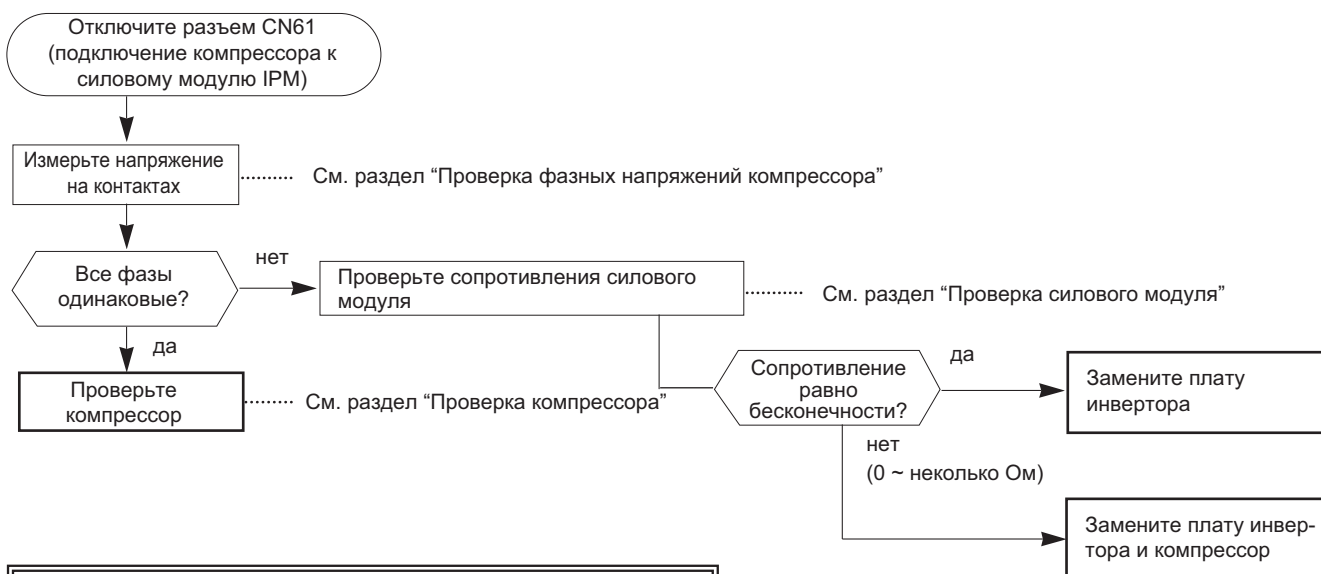 Отключите разъем CN61
(подключение компрессора к
силовому модулю IPM)
Измерьте напряжение
на контактах
См. раздел “Проверка фазных напряжений компрессора”
Все фазы
одинаковые?
нет
Проверьте сопротивления силового
модуля
См. раздел “Проверка силового модуля”
да
Проверьте
компрессор
См. раздел “Проверка компрессора”
Сопротивление
равно
бесконечности?
да
Замените плату
инвертора
нет
(0 ~ неколько Ом)
Замените плату инвер-
тора и компрессор